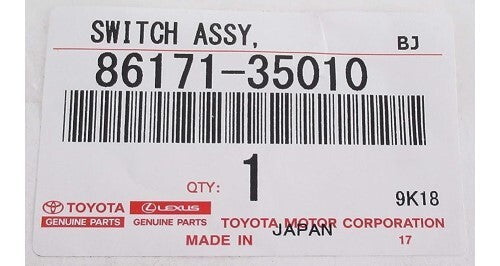 SWITCH ASSY, BJ
86171-35010
QTY: 1
9K18
TOYOTA LEXUS
GENUINE PARTS GENUINE PARTS TOYOTA MOTOR CORPORATION
MADE IN JAPAN 17